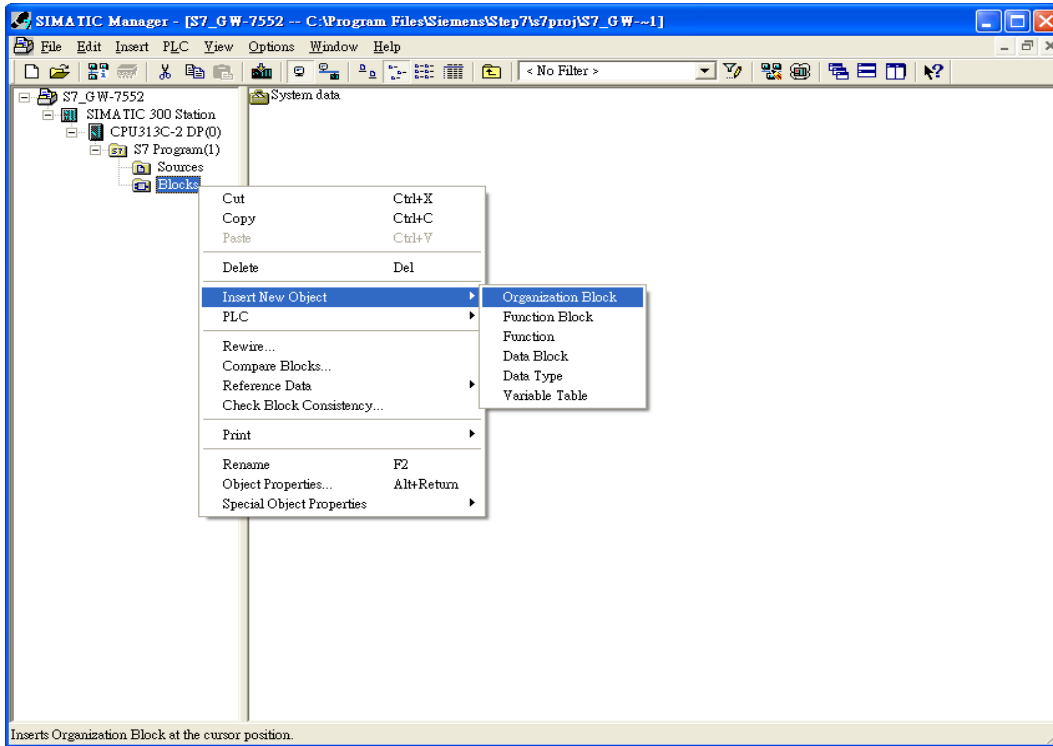 SIMATIC Manager - [S7_GW-7552 -- C:\Program Files\Siemens\Step7\s7proj\S7_GW-~1]
File Edit Insert PLC View Options Window Help
< No Filter >
S7_GW-7552
SIMATIC 300 Station
CPU313C-2 DP(0)
S7 Program(1)
Sources
Blocks
System data
Cut Ctrl+X
Copy Ctrl+C
Paste Ctrl+V
Delete Del
Insert New Object
PLC
Rewire...
Compare Blocks...
Reference Data
Check Block Consistency...
Print
Rename F2
Object Properties... Alt+Return
Special Object Properties
Organization Block
Function Block
Function
Data Block
Data Type
Variable Table
Inserts Organization Block at the cursor position.